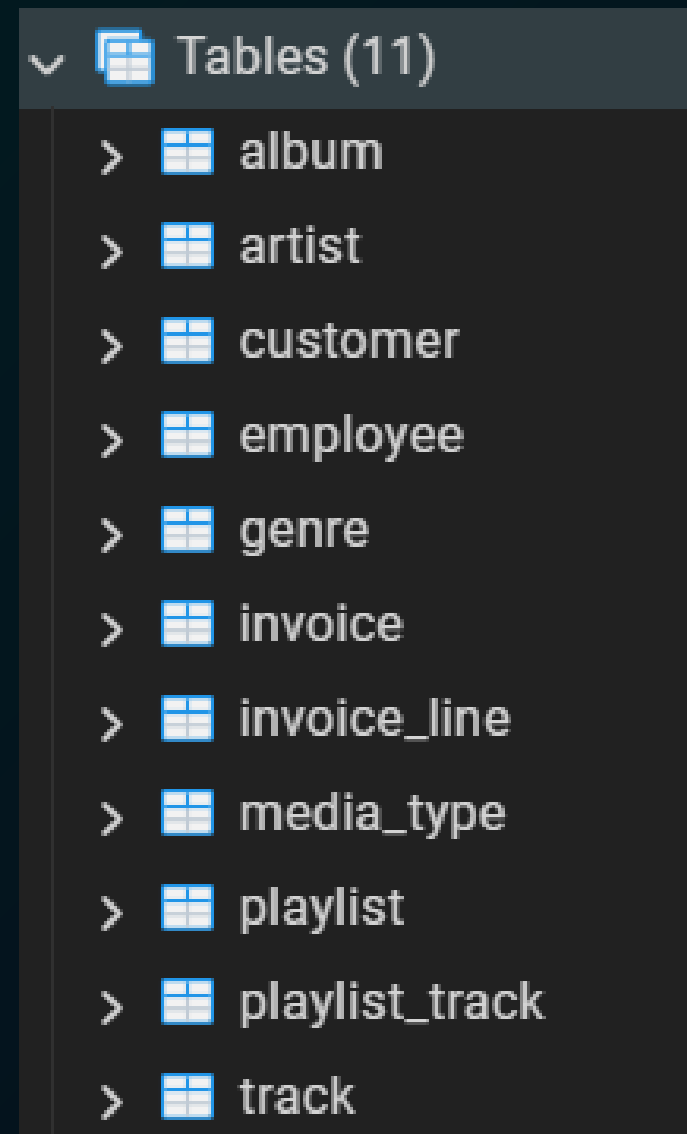 Tables (11)
album
artist
customer
employee
genre
invoice
invoice_line
media_type
playlist
playlist_track
track